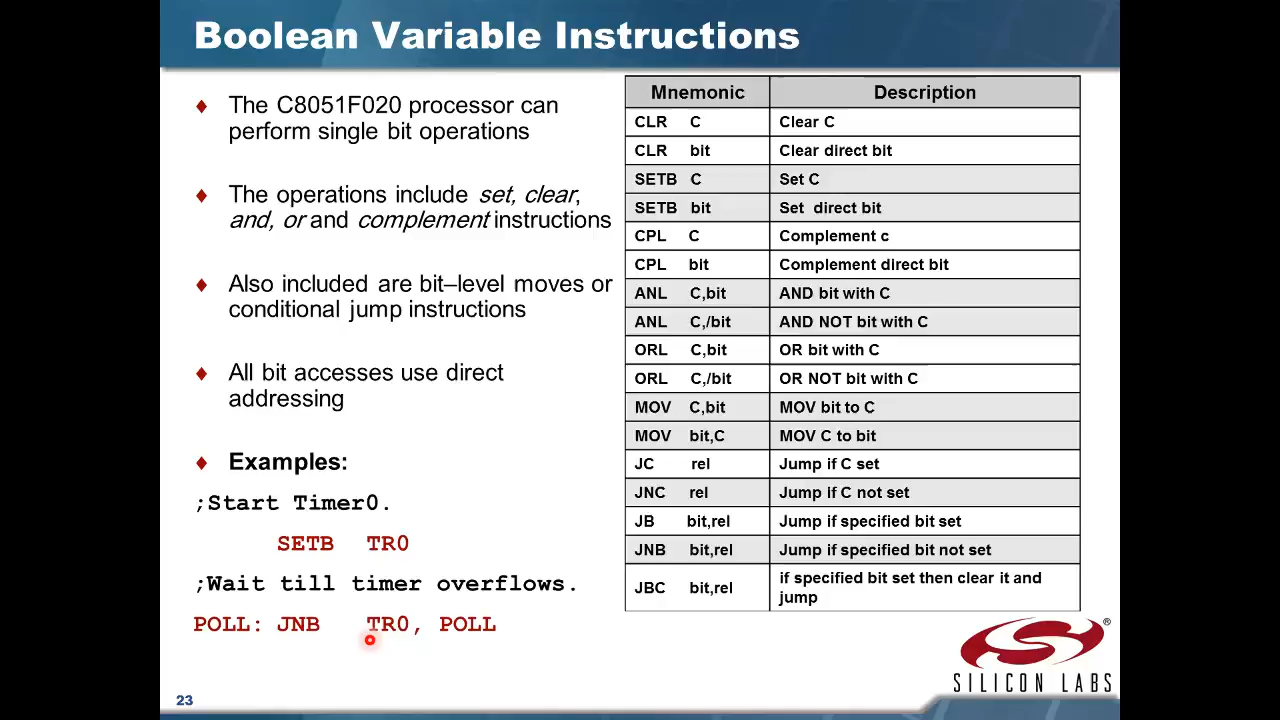 Boolean Variable Instructions
♦ The C8051F020 processor can
perform single bit operations
♦ The operations include set, clear,
and, or and complement instructions
♦ Also included are bit–level moves or
conditional jump instructions
♦ All bit accesses use direct
addressing
♦ Examples:
;Start Timer0.
SETB TR0
;Wait till timer overflows.
POLL: JNB TR0, POLL
Mnemonic Description
CLR C Clear C
CLR bit Clear direct bit
SETB C Set C
SETB bit Set direct bit
CPL C Complement c
CPL bit Complement direct bit
ANL C,bit AND bit with C
ANL C,/bit AND NOT bit with C
ORL C,bit OR bit with C
ORL C,/bit OR NOT bit with C
MOV C,bit MOV bit to C
MOV bit,C MOV C to bit
JC rel Jump if C set
JNC rel Jump if C not set
JB bit,rel Jump if specified bit set
JNB bit,rel Jump if specified bit not set
JBC bit,rel if specified bit set then clear it and
jump
®
SILICON LABS
23